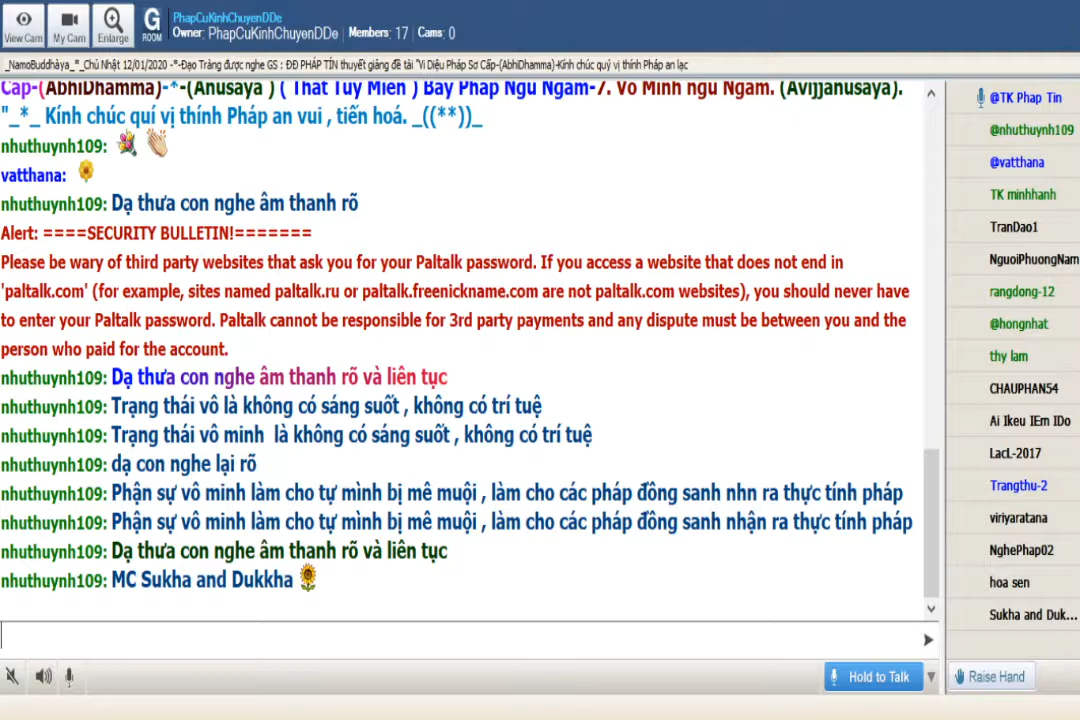 View Cam
My Cam
Enlarge
G
ROOM
PhapCuKinhChuyenDDe
Owner: PhapCuKinhChuyenDDe Members: 17 Cams: 0
_NamoBuddhàya_*_Chủ Nhật 12/01/2020 -*-Đạo Tràng được nghe GS : ĐĐ PHÁP TÍN thuyết giảng đề tài "Vi Diệu Pháp Sơ Cấp-(AbhiDhamma)-Kính chúc quý vị thính Pháp an lạc
Cấp-(AbhiDhamma)-*-(Anusaya ) ( Thất Tùy Miên ) Bảy Pháp Ngủ Ngầm-7. Vô Minh ngủ Ngầm. (Avijjanusaya).
"_*_ Kính chúc quí vị thính Pháp an vui , tiến hoá. _((**))_
nhuthuynh109:
vatthana:
nhuthuynh109: Dạ thưa con nghe âm thanh rõ
Alert: ====SECURITY BULLETIN!=======
Please be wary of third party websites that ask you for your Paltalk password. If you access a website that does not end in
'paltalk.com' (for example, sites named paltalk.ru or paltalk.freenickname.com are not paltalk.com websites), you should never have
to enter your Paltalk password. Paltalk cannot be responsible for 3rd party payments and any dispute must be between you and the
person who paid for the account.
nhuthuynh109: Dạ thưa con nghe âm thanh rõ và liên tục
nhuthuynh109: Trạng thái vô là không có sáng suốt , không có trí tuệ
nhuthuynh109: Trạng thái vô minh là không có sáng suốt , không có trí tuệ
nhuthuynh109: dạ con nghe lại rõ
nhuthuynh109: Phận sự vô minh làm cho tự mình bị mê muội , làm cho các pháp đồng sanh nhn ra thực tính pháp
nhuthuynh109: Phận sự vô minh làm cho tự mình bị mê muội , làm cho các pháp đồng sanh nhận ra thực tính pháp
nhuthuynh109: Dạ thưa con nghe âm thanh rõ và liên tục
nhuthuynh109: MC Sukha and Dukkha
Hold to Talk
@TK Phap Tin
@nhuthuynh109
@vatthana
TK minhhanh
TranDao1
NguoiPhuongNam
rangdong-12
@hongnhat
thy lam
CHAUPHAN54
Ai Ikeu IEm IDo
LacL-2017
Trangthu-2
viriyaratana
NghePhap02
hoa sen
Sukha and Duk...
Raise Hand